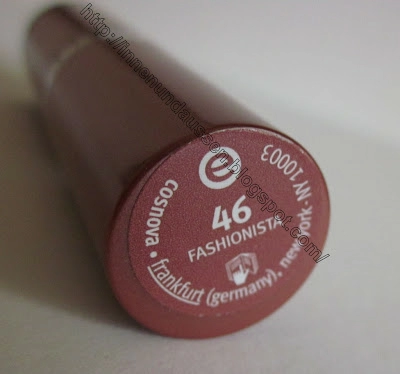 e
46
FASHIONISTA
cosnova • frankfurt (germany), new york • NY 10003